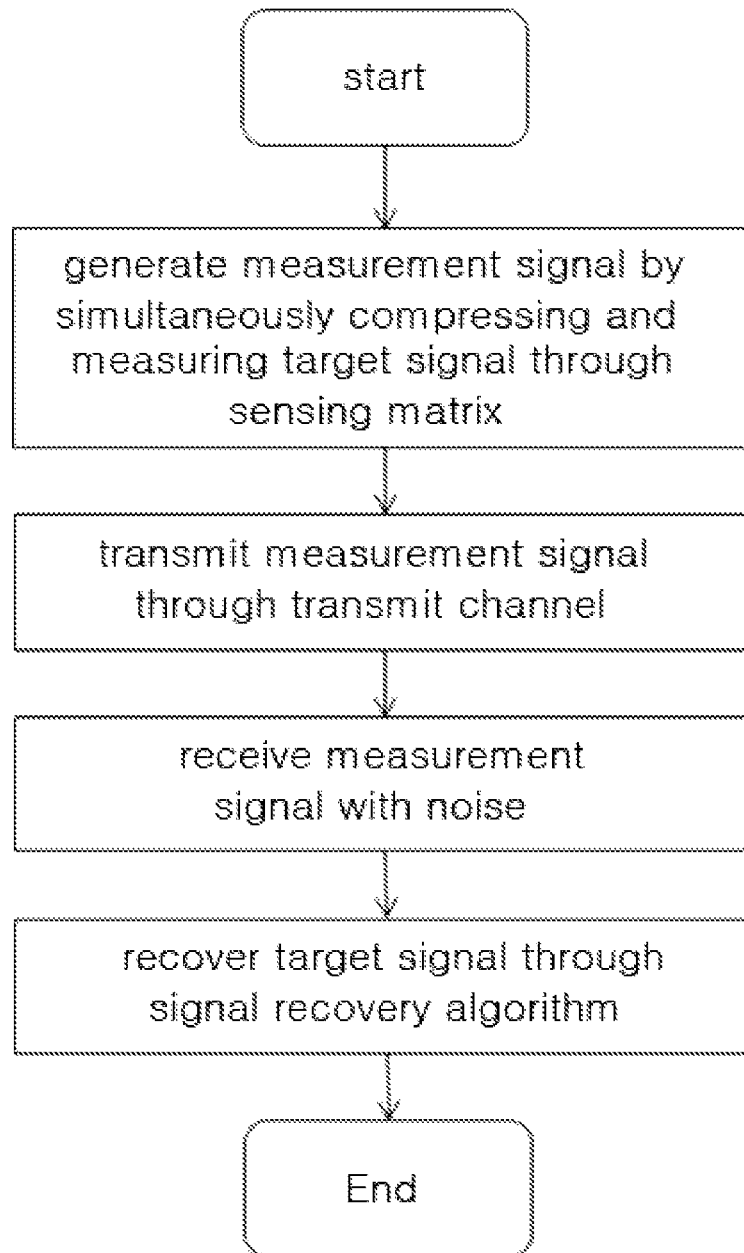 start
generate measurement signal by
simultaneously compressing and
measuring target signal through
sensing matrix
transmit measurement signal
through transmit channel
receive measurement
signal with noise
recover target signal through
signal recovery algorithm
End